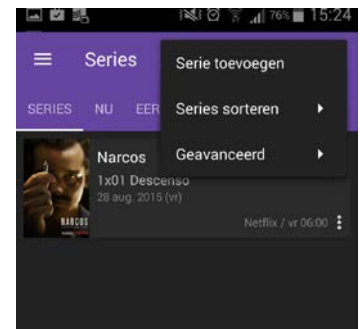 76% 15:24
Series
Serie toevoegen
SERIES NU EER
Series sorteren
Geavanceerd
Narcos
1x01 Descenso
28 aug. 2015 (vr)
NARCOS
Netflix / vr 06:00